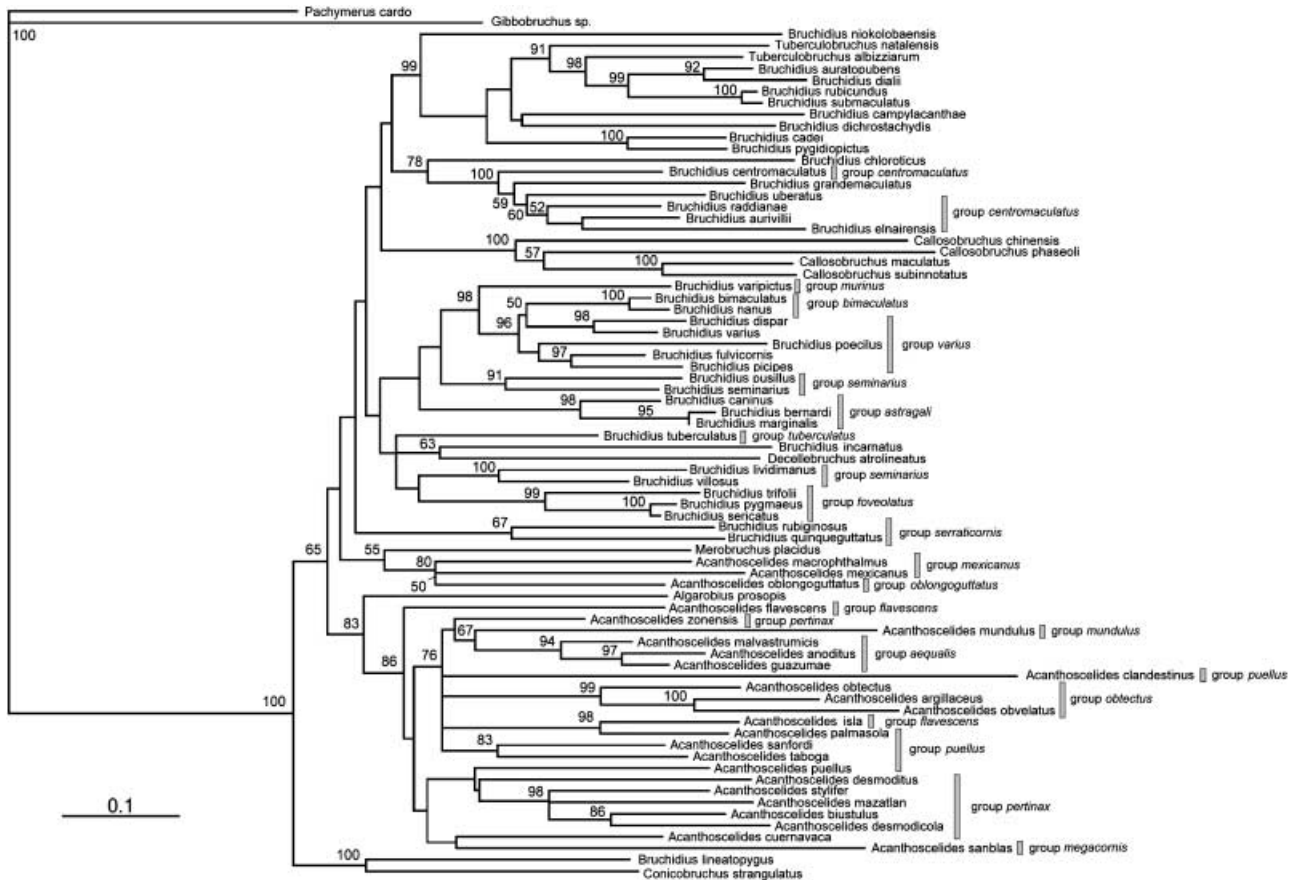 Pachymerus cardo
Gibbobruchus sp.
100
Bruchidius niokolobaensis
91 Tuberculobruchus natalensis
99 98 Tuberculobruchus albizziarum
92 Bruchidius auratopubens
99 Bruchidius dialii
100 Bruchidius rubicundus
Bruchidius submaculatus
Bruchidius campylacanthae
Bruchidius dichrostachydis
100 Bruchidius cadei
Bruchidius pygidiopictus
78 Bruchidius chloroticus
100 Bruchidius centromaculatus group centromaculatus
Bruchidius grandemaculatus
59 Bruchidius uberatus
60 52 Bruchidius raddianae
Bruchidius aurivillii group centromaculatus
Bruchidius elnairensis
100 Callosobruchus chinensis
57 Callosobruchus phaseoli
100 Callosobruchus maculatus
Callosobruchus subinnotatus
98 Bruchidius varipictus group murinus
50 100 Bruchidius bimaculatus group bimaculatus
Bruchidius nanus
96 98 Bruchidius dispar
Bruchidius varius
Bruchidius poecilus group varius
97 Bruchidius fulvicornis
Bruchidius picipes
91 Bruchidius pusillus group seminarius
Bruchidius seminarius
98 Bruchidius caninus
95 Bruchidius bernardi group astragali
Bruchidius marginalis
Bruchidius tuberculatus group tuberculatus
63 Bruchidius incarnatus
Decellebruchus atrolineatus
100 Bruchidius lividimanus group seminarius
Bruchidius villosus
99 Bruchidius trifolii
100 Bruchidius pygmaeus group foveolatus
Bruchidius sericatus
67 Bruchidius rubiginosus group serraticornis
Bruchidius quinqueguttatus
65 55 Merobruchus placidus
80 Acanthoscelides macrophthalmus group mexicanus
Acanthoscelides mexicanus
50 Acanthoscelides oblongoguttatus group oblongoguttatus
83 Algarobius prosopis
Acanthoscelides flavescens group flavescens
Acanthoscelides zonensis group pertinax
67 Acanthoscelides mundulus group mundulus
86 76 94 Acanthoscelides malvastrumicis
97 Acanthoscelides anoditus group aequalis
Acanthoscelides guazumae
Acanthoscelides clandestinus group puellus
100 99 Acanthoscelides obtectus
100 Acanthoscelides argillaceus group obtectus
Acanthoscelides obvelatus
98 Acanthoscelides isla group flavescens
Acanthoscelides palmasola
83 Acanthoscelides sanfordi group puellus
Acanthoscelides taboga
Acanthoscelides puellus
Acanthoscelides desmoditus
98 Acanthoscelides stylifer
0.1 Acanthoscelides mazatlan group pertinax
86 Acanthoscelides biustulus
Acanthoscelides desmodicola
Acanthoscelides cuernavaca
Acanthoscelides sanblas group megacornis
100 Bruchidius lineatopygus
Conicobruchus strangulatus